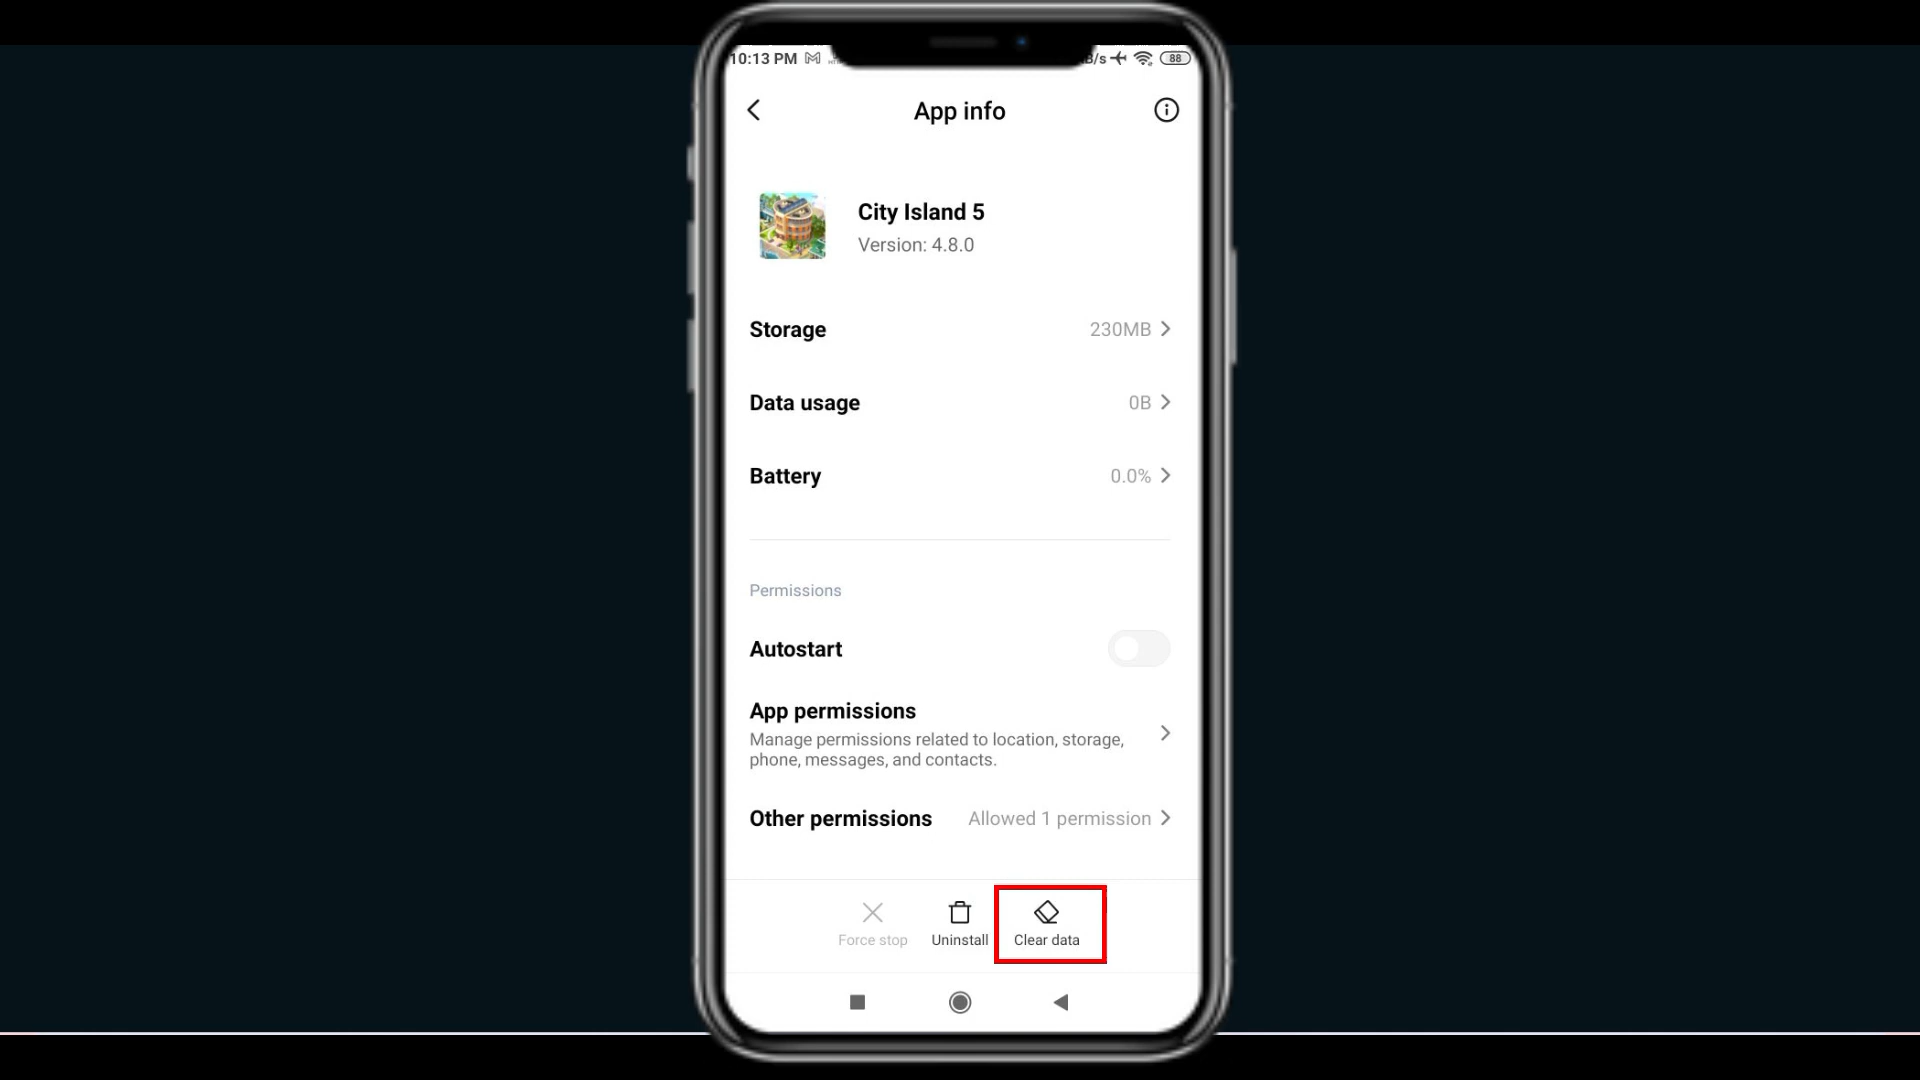 10:13 PM
B/s
88
App info
City Island 5
Version: 4.8.0
Storage
230MB
Data usage
0B
Battery
0.0%
Permissions
Autostart
App permissions
Manage permissions related to location, storage,
phone, messages, and contacts.
Other permissions
Allowed 1 permission
Force stop
Uninstall
Clear data